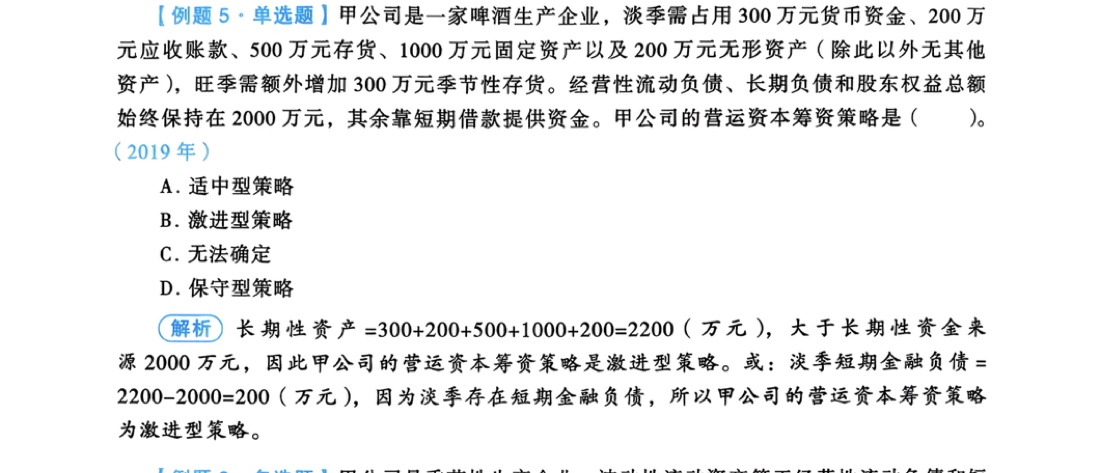 【例题 5·单选题】甲公司是一家啤酒生产企业，淡季需占用 300 万元货币资金、200 万
元应收账款、500 万元存货、1000 万元固定资产以及 200 万元无形资产（除此以外无其他
资产），旺季需额外增加 300 万元季节性存货。经营性流动负债、长期负债和股东权益总额
始终保持在 2000 万元，其余靠短期借款提供资金。甲公司的营运资本筹资策略是（　　）。
（2019 年）
A. 适中型策略
B. 激进型策略
C. 无法确定
D. 保守型策略
解析 长期性资产=300+200+500+1000+200=2200（万元），大于长期性资金来
源 2000 万元，因此甲公司的营运资本筹资策略是激进型策略。或：淡季短期金融负债=
2200-2000=200（万元），因为淡季存在短期金融负债，所以甲公司的营运资本筹资策略
为激进型策略。